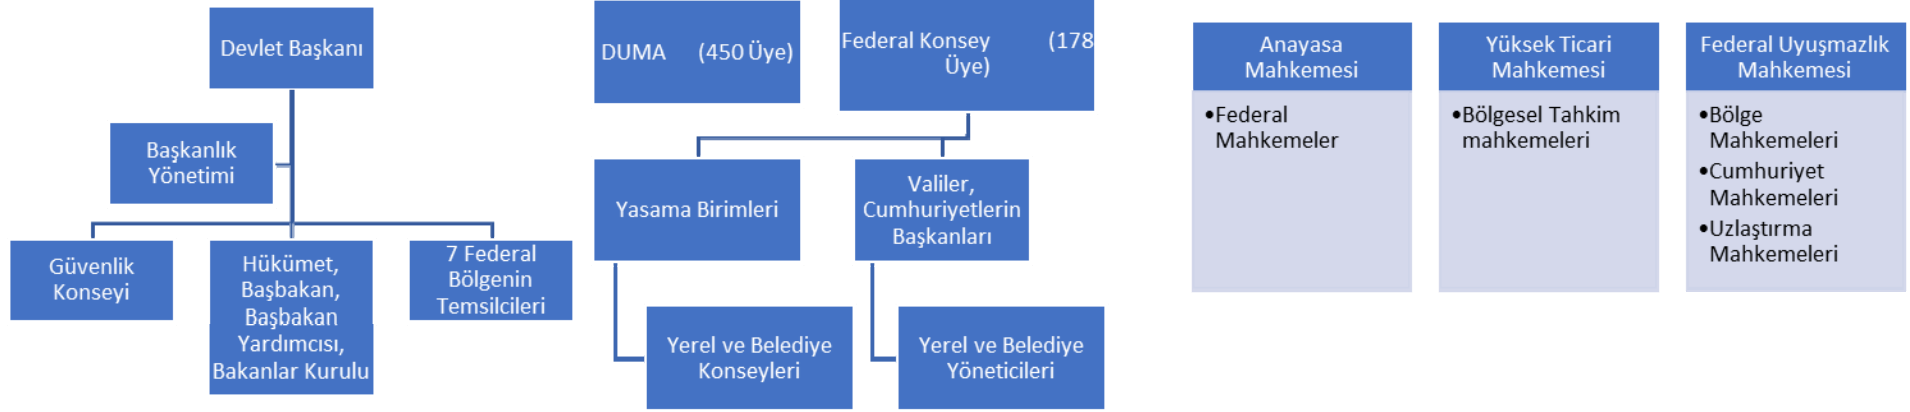 Devlet Başkanı
Başkanlık
Yönetimi
Güvenlik
Konseyi
Hükümet,
Başbakan,
Başbakan
Yardımcısı,
Bakanlar Kurulu
7 Federal
Bölgenin
Temsilcileri
DUMA (450 Üye)
Federal Konsey (178
Üye)
Yasama Birimleri
Valiler,
Cumhuriyetlerin
Başkanları
Yerel ve Belediye
Konseyleri
Yerel ve Belediye
Yöneticileri
Anayasa
Mahkemesi
•Federal
Mahkemeler
Yüksek Ticari
Mahkemesi
•Bölgesel Tahkim
mahkemeleri
Federal Uyuşmazlık
Mahkemesi
•Bölge
Mahkemeleri
•Cumhuriyet
Mahkemeleri
•Uzlaştırma
Mahkemeleri